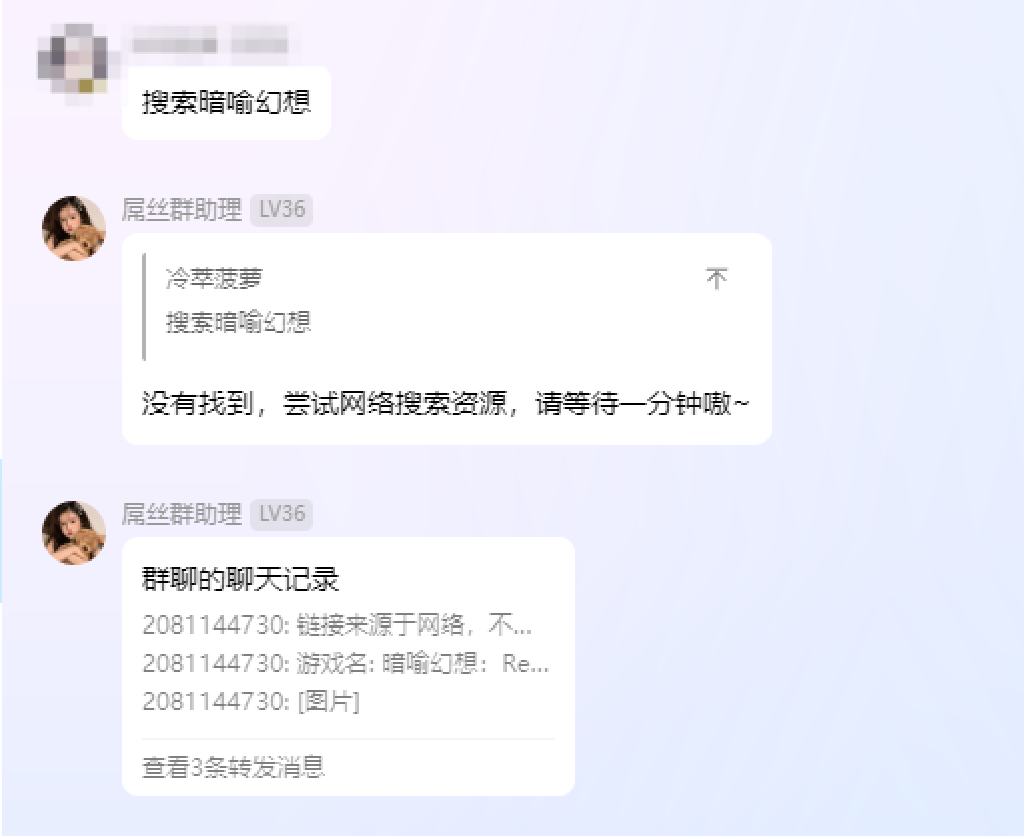 搜索暗喻幻想
屌丝群助理 LV36
冷萃菠萝
搜索暗喻幻想
没有找到，尝试网络搜索资源，请等待一分钟嗷~
屌丝群助理 LV36
群聊的聊天记录
2081144730: 链接来源于网络，不...
2081144730: 游戏名: 暗喻幻想：Re...
2081144730: [图片]
查看3条转发消息